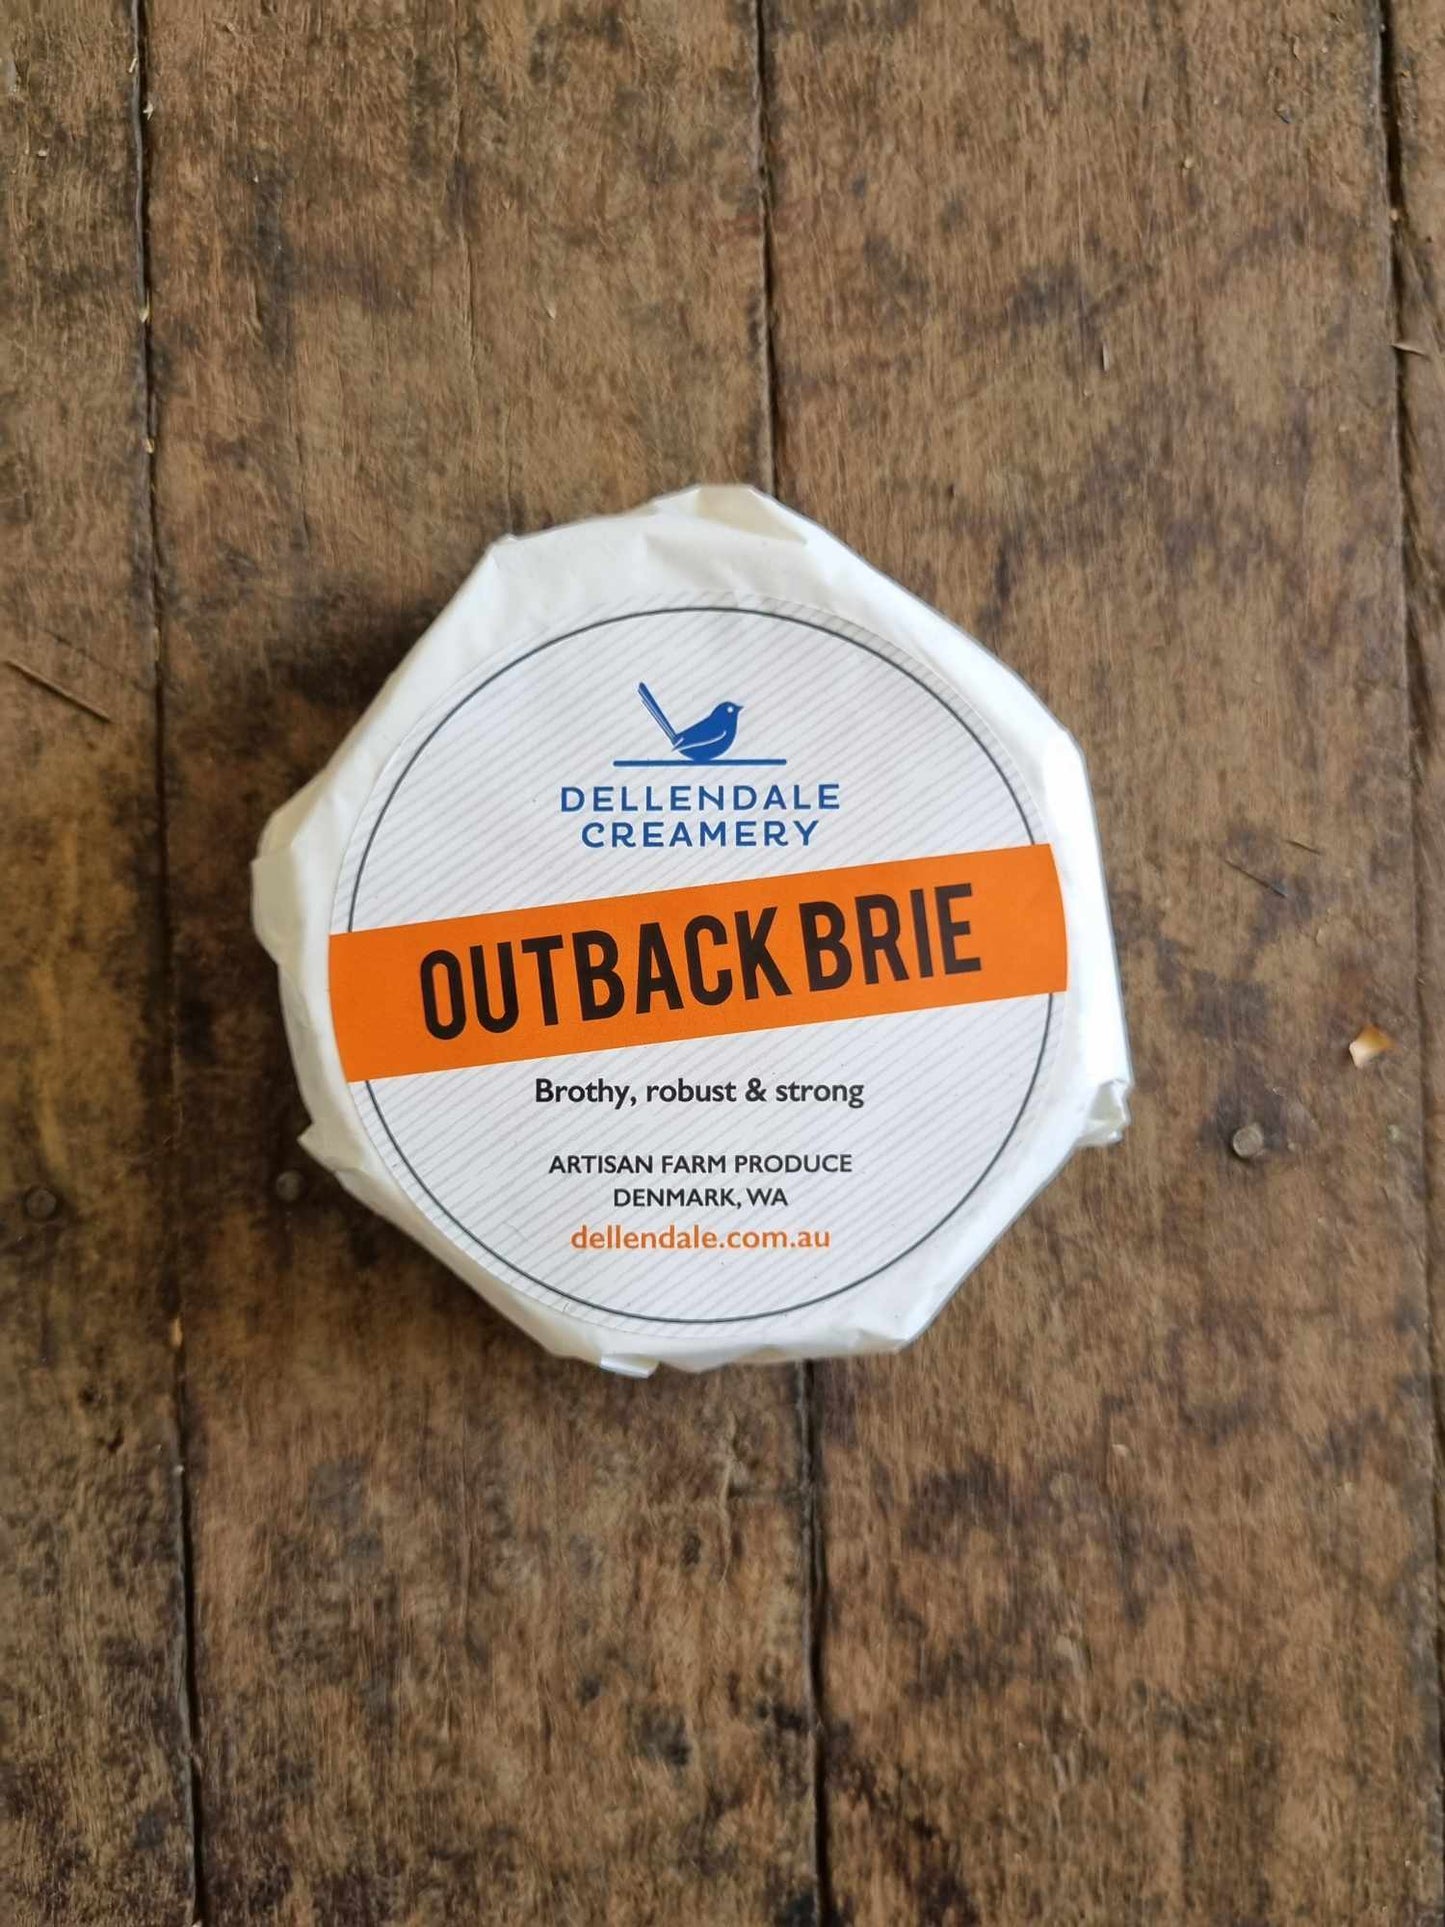 DELLENDALE
CREAMERY
OUTBACK BRIE
Brothy, robust & strong
ARTISAN FARM PRODUCE
DENMARK, WA
dellendale.com.au